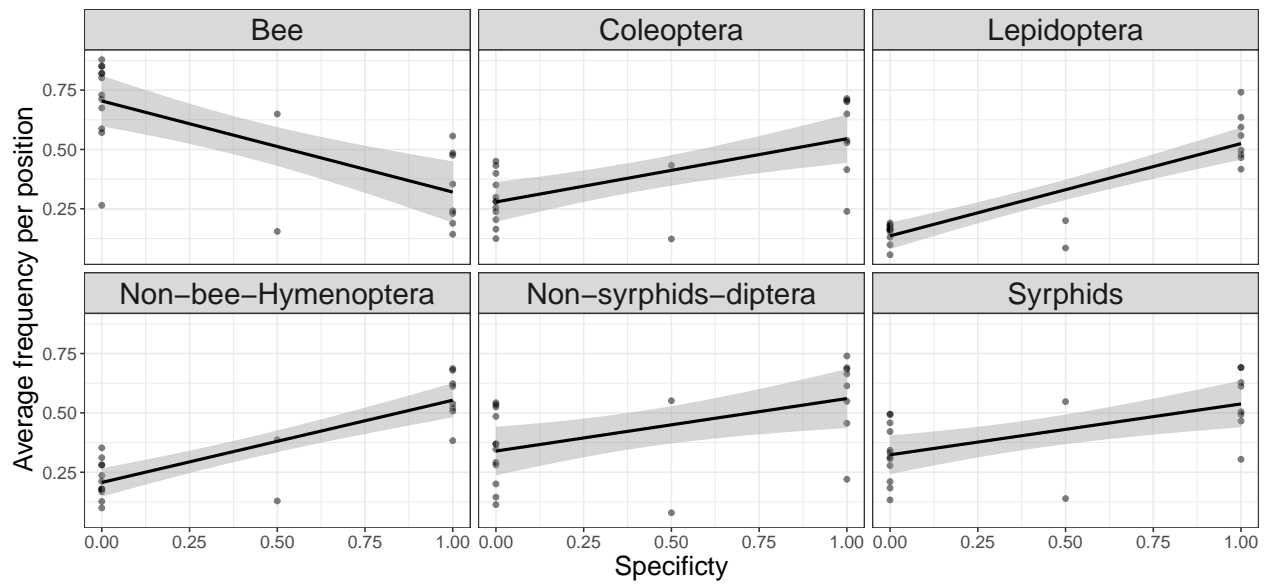 Bee
Coleoptera
Lepidoptera
0.75
0.50
0.25
Non−bee−Hymenoptera
Non−syrphids−diptera
Syrphids
0.75
0.50
0.25
0.00 0.25 0.50 0.75 1.00 0.00 0.25 0.50 0.75 1.00 0.00 0.25 0.50 0.75 1.00
Specificty
Average frequency per position